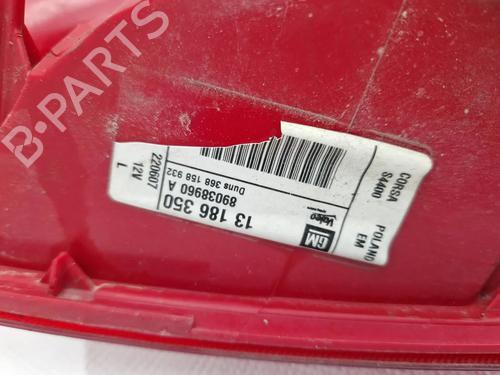 CORSA POLAND
S4400 EM
GM Valeo
13 186 350
89038960 A
Duns 368 158 932
220607
12V L
B-PARTS